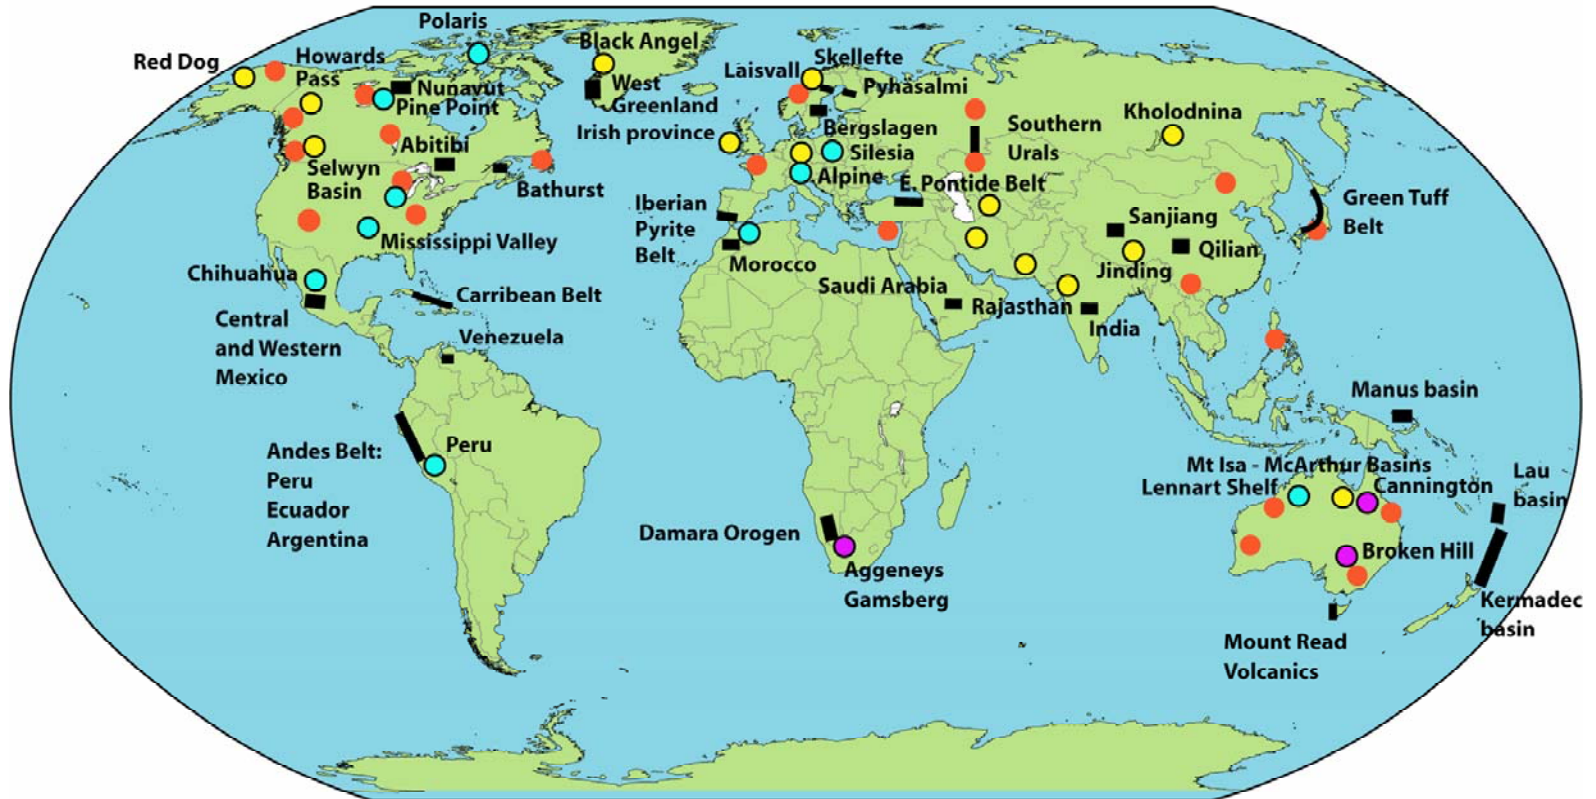 Polaris
Red Dog
Howards
Pass
Black Angel
Skellefte
Laisvall
Nunavut
West
Greenland
Pyhäsalmi
Pine Point
Kholodnina
Irish province
Bergslagen
Southern
Urals
Abitibi
Silesia
Selwyn
Basin
Alpine
E. Pontide Belt
Bathurst
Green Tuff
Belt
Iberian
Pyrite
Belt
Sanjiang
Mississippi Valley
Qilian
Morocco
Jinding
Chihuahua
Saudi Arabia
Carribean Belt
Rajasthan
India
Central
and Western
Mexico
Venezuela
Manus basin
Andes Belt:
Peru
Ecuador
Argentina
Peru
Mt Isa - McArthur Basins
Lennart Shelf
Cannington
Lau
basin
Damara Orogen
Broken Hill
Aggeneys
Gamsberg
Kermadec
basin
Mount Read
Volcanics